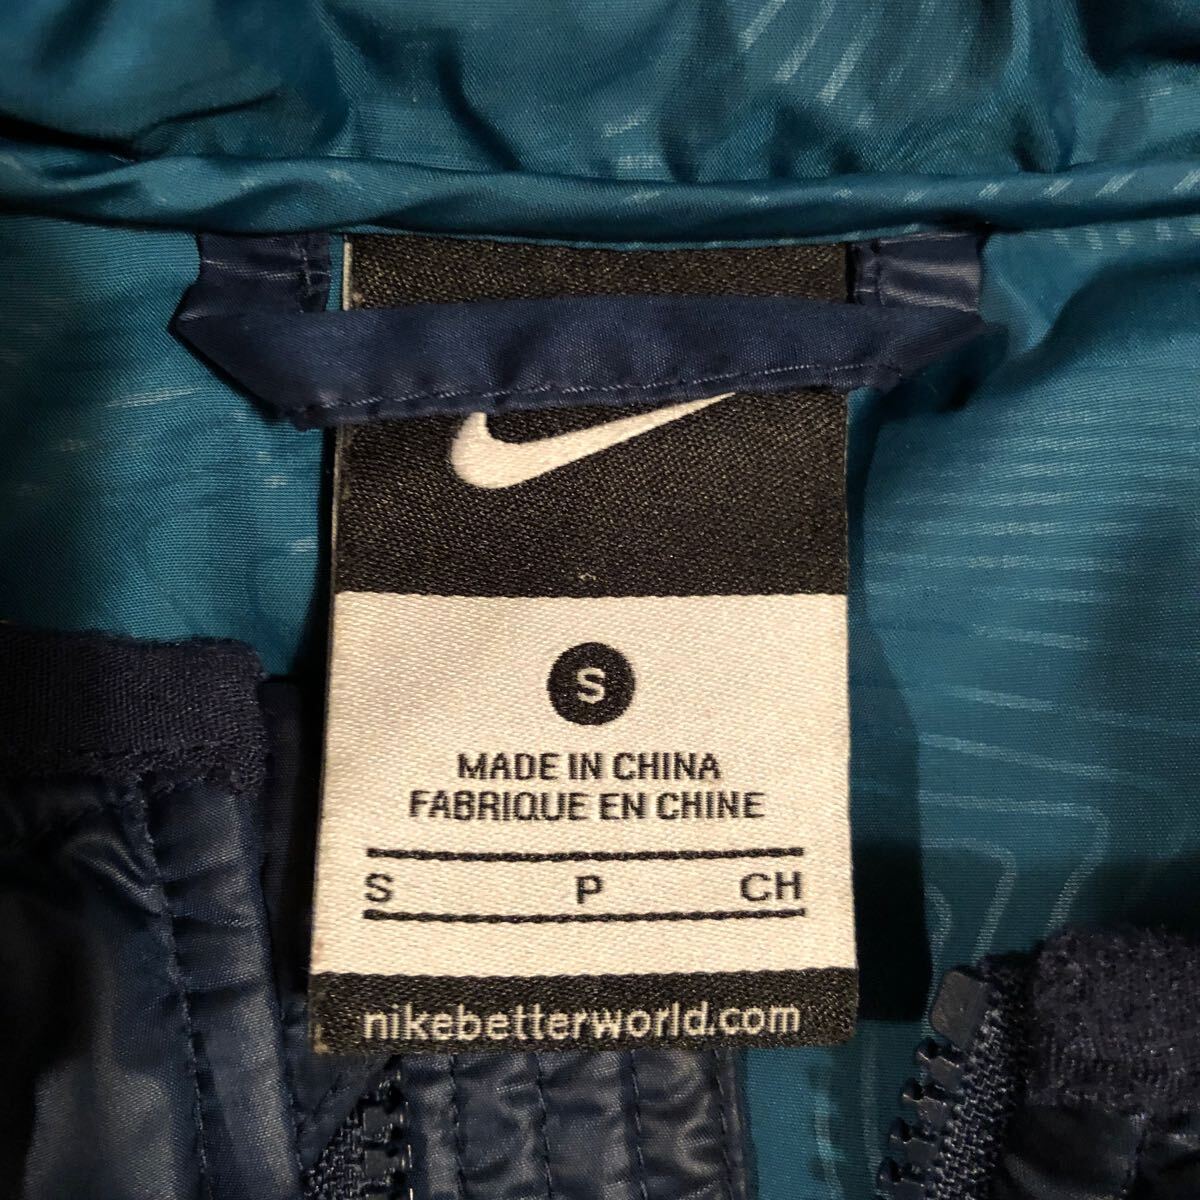 S
MADE IN CHINA
FABRIQUE EN CHINE
S P CH
nikebetterworld.com